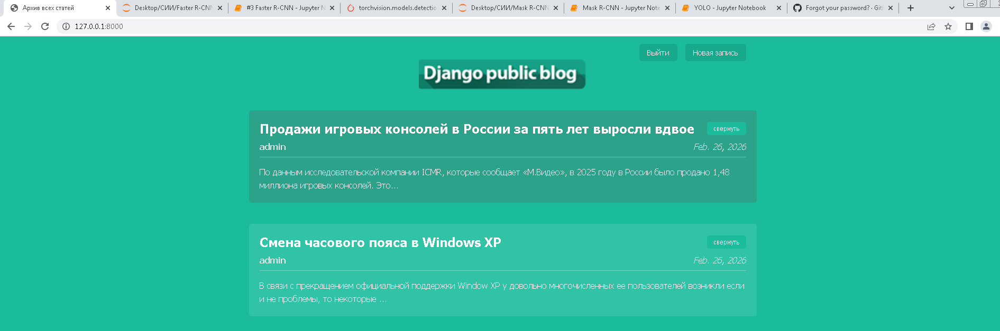 Архив всех статей
Desktop/СИИ/Faster R-CNN
#3 Faster R-CNN - Jupyter N
torchvision.models.detectio
Desktop/СИИ/Mask R-CNN
Mask R-CNN - Jupyter Note
YOLO - Jupyter Notebook
Forgot your password? · Gitl
127.0.0.1:8000
Выйти
Новая запись
Django public blog
Продажи игровых консолей в России за пять лет выросли вдвое
свернуть
admin
Feb. 26, 2026
По данным исследовательской компании ICMR, которые сообщает «М.Видео», в 2025 году в России было продано 1,48
миллиона игровых консолей. Это...
Смена часового пояса в Windows XP
свернуть
admin
Feb. 26, 2026
В связи с прекращением официальной поддержки Window XP у довольно многочисленных ее пользователей возникли если
и не проблемы, то некоторые ...